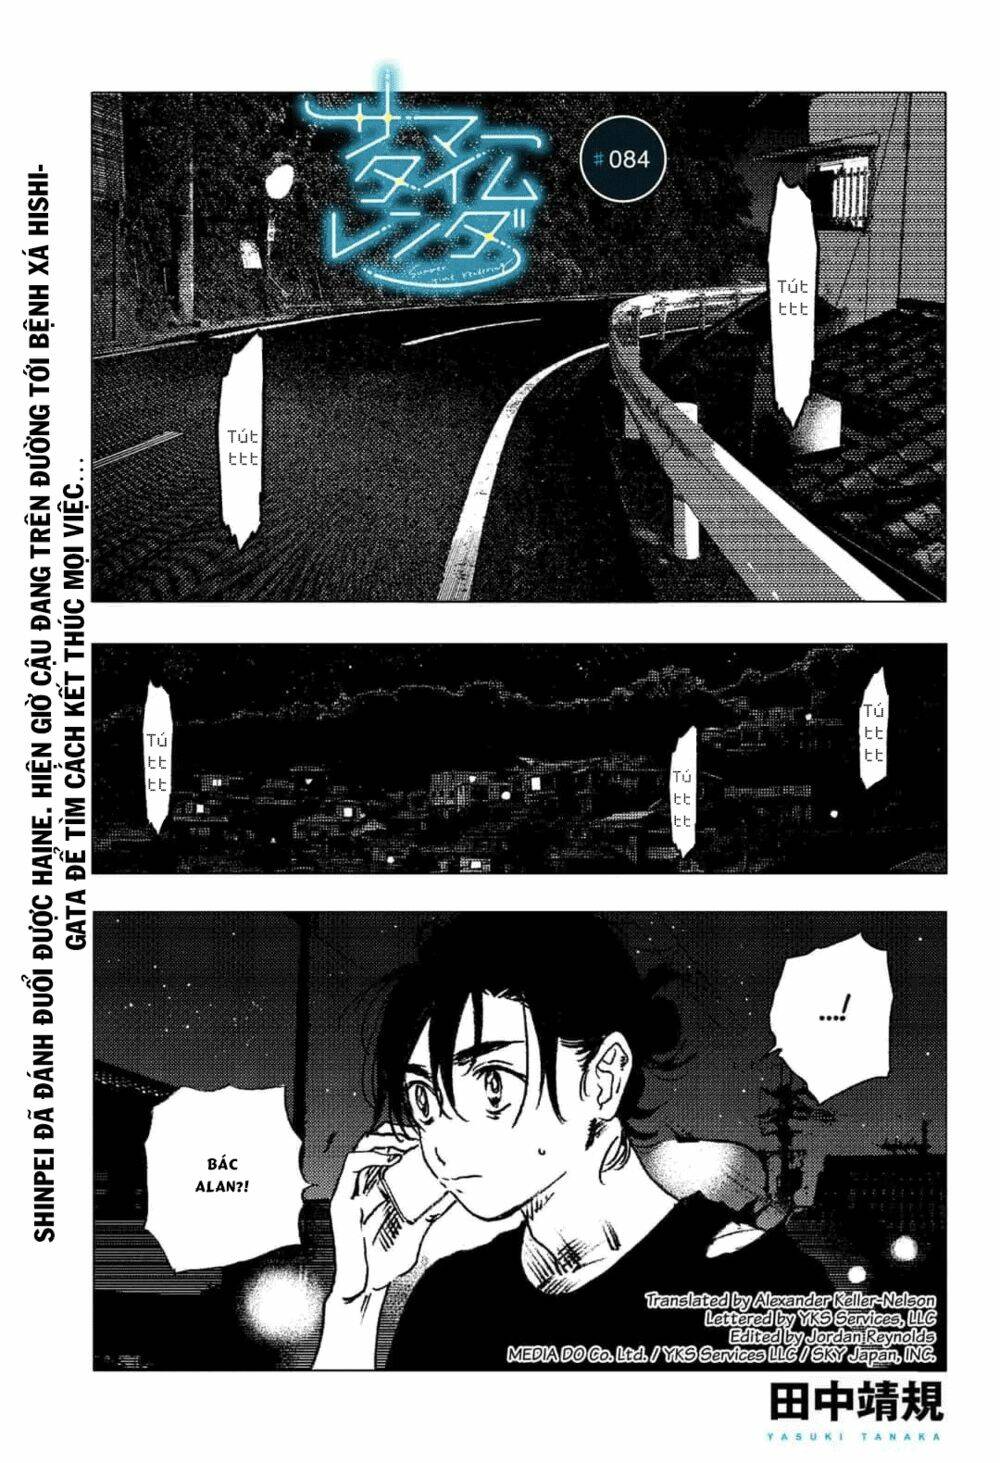 SHINPEI ĐÃ ĐÁNH ĐUỔI ĐƯỢC HAINE. HIỆN GIỜ CẬU ĐANG TRÊN ĐƯỜNG TỚI BỆNH XÁ HISHI-
GATA ĐỂ TÌM CÁCH KẾT THÚC MỌI VIỆC...
サマー
タイム
レンダ
Summer Time Rendering
#084
Tút
ttt
Tút
ttt
Tú
tt
tt
Tú
tt
tt
Tú
tt
tt
....!
BÁC
ALAN?!
Translated by Alexander Keller-Nelson
Lettered by YKS Services, LLC
Edited by Jordan Reynolds
MEDIA DO Co. Ltd. / YKS Services LLC / SKY Japan, INC.
田中靖規
YASUKI TANAKA